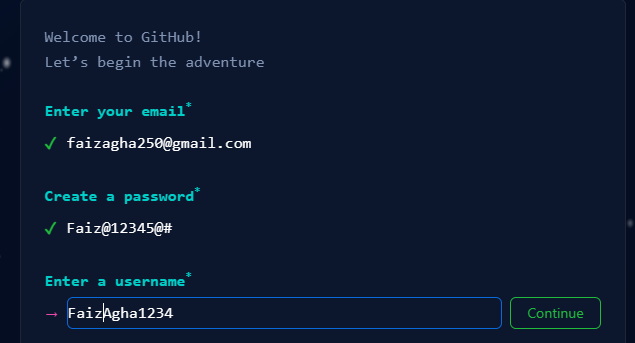 Welcome to GitHub!
Let’s begin the adventure
Enter your email*
✓ faizagha250@gmail.com
Create a password*
✓ Faiz@12345@#
Enter a username*
→ FaizAgha1234 Continue